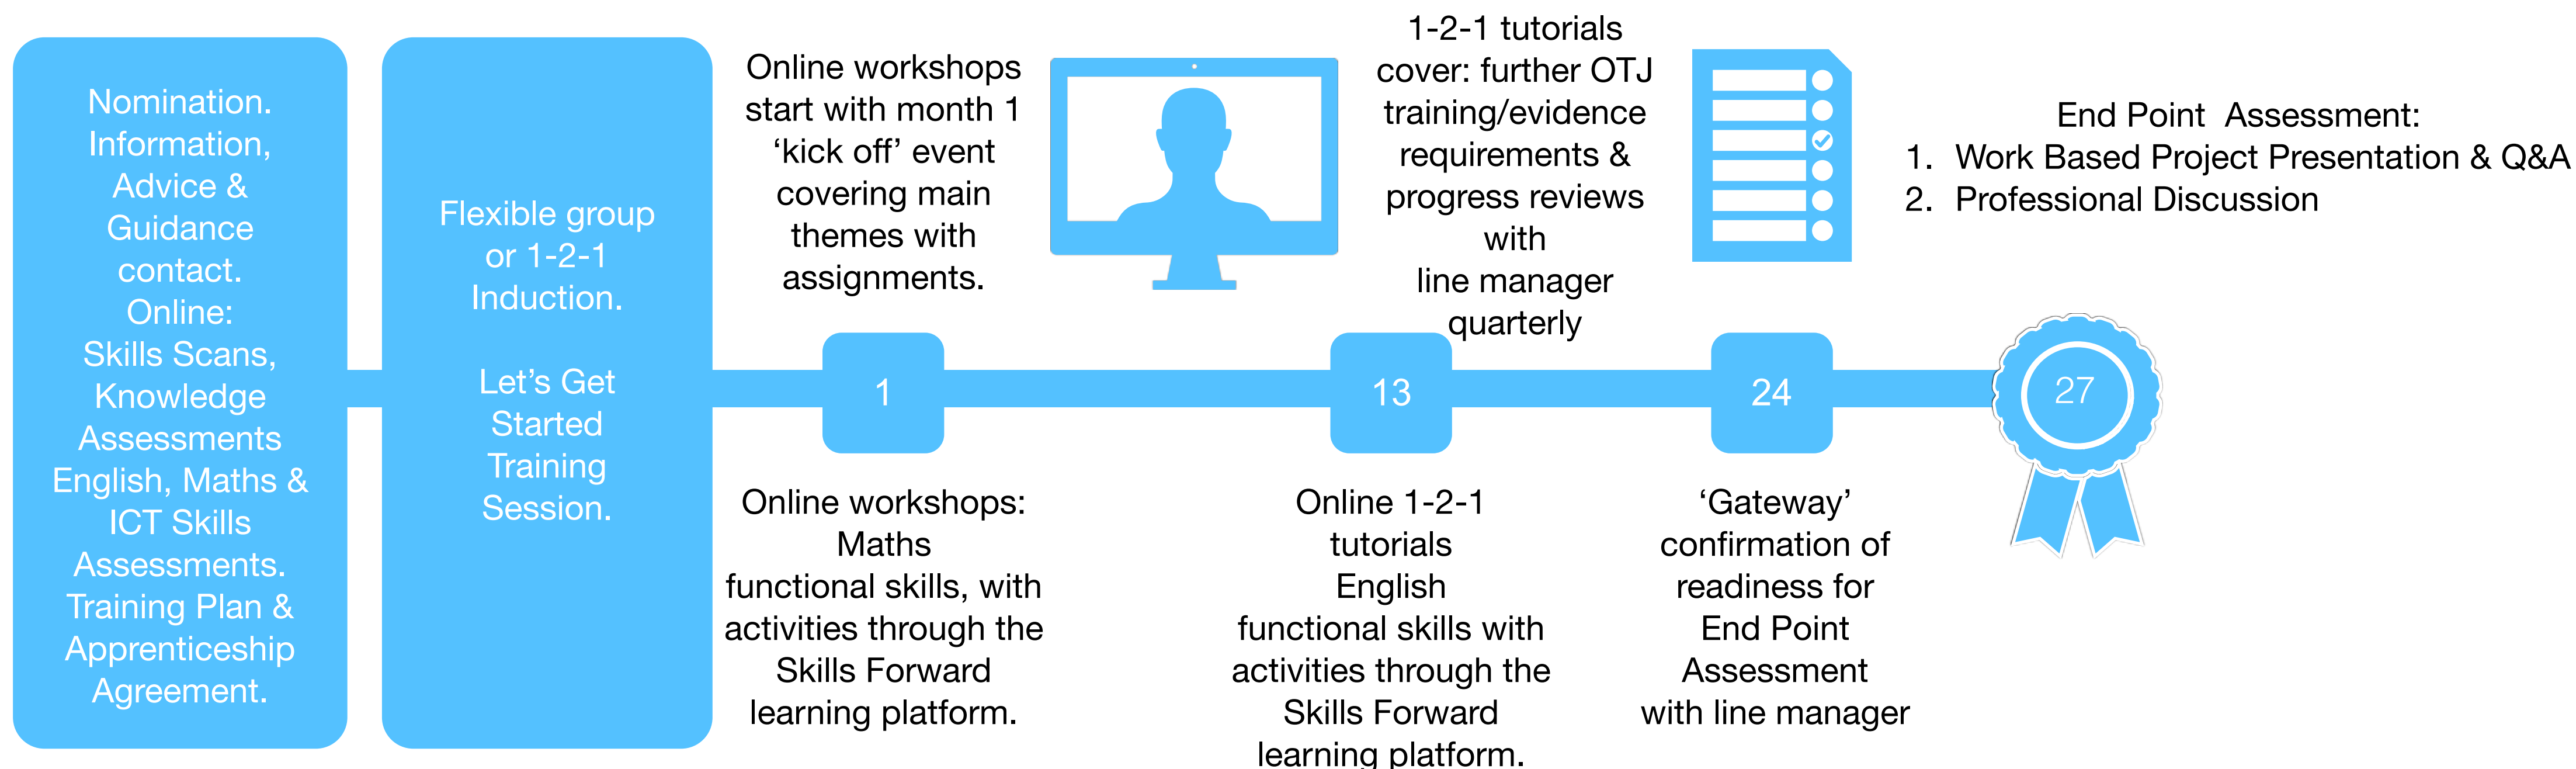 Nomination.
Information,
Advice &
Guidance
contact.
Online:
Skills Scans,
Knowledge
Assessments
English, Maths &
ICT Skills
Assessments.
Training Plan &
Apprenticeship
Agreement.
Flexible group
or 1-2-1
Induction.
Let’s Get
Started
Training
Session.
Online workshops
start with month 1
‘kick off’ event
covering main
themes with
assignments.
1-2-1 tutorials
cover: further OTJ
training/evidence
requirements &
progress reviews
with
line manager
quarterly
End Point Assessment:
1. Work Based Project Presentation & Q&A
2. Professional Discussion
1
13
24
27
Online workshops:
Maths
functional skills, with
activities through the
Skills Forward
learning platform.
Online 1-2-1
tutorials
English
functional skills with
activities through the
Skills Forward
learning platform.
‘Gateway’
confirmation of
readiness for
End Point
Assessment
with line manager